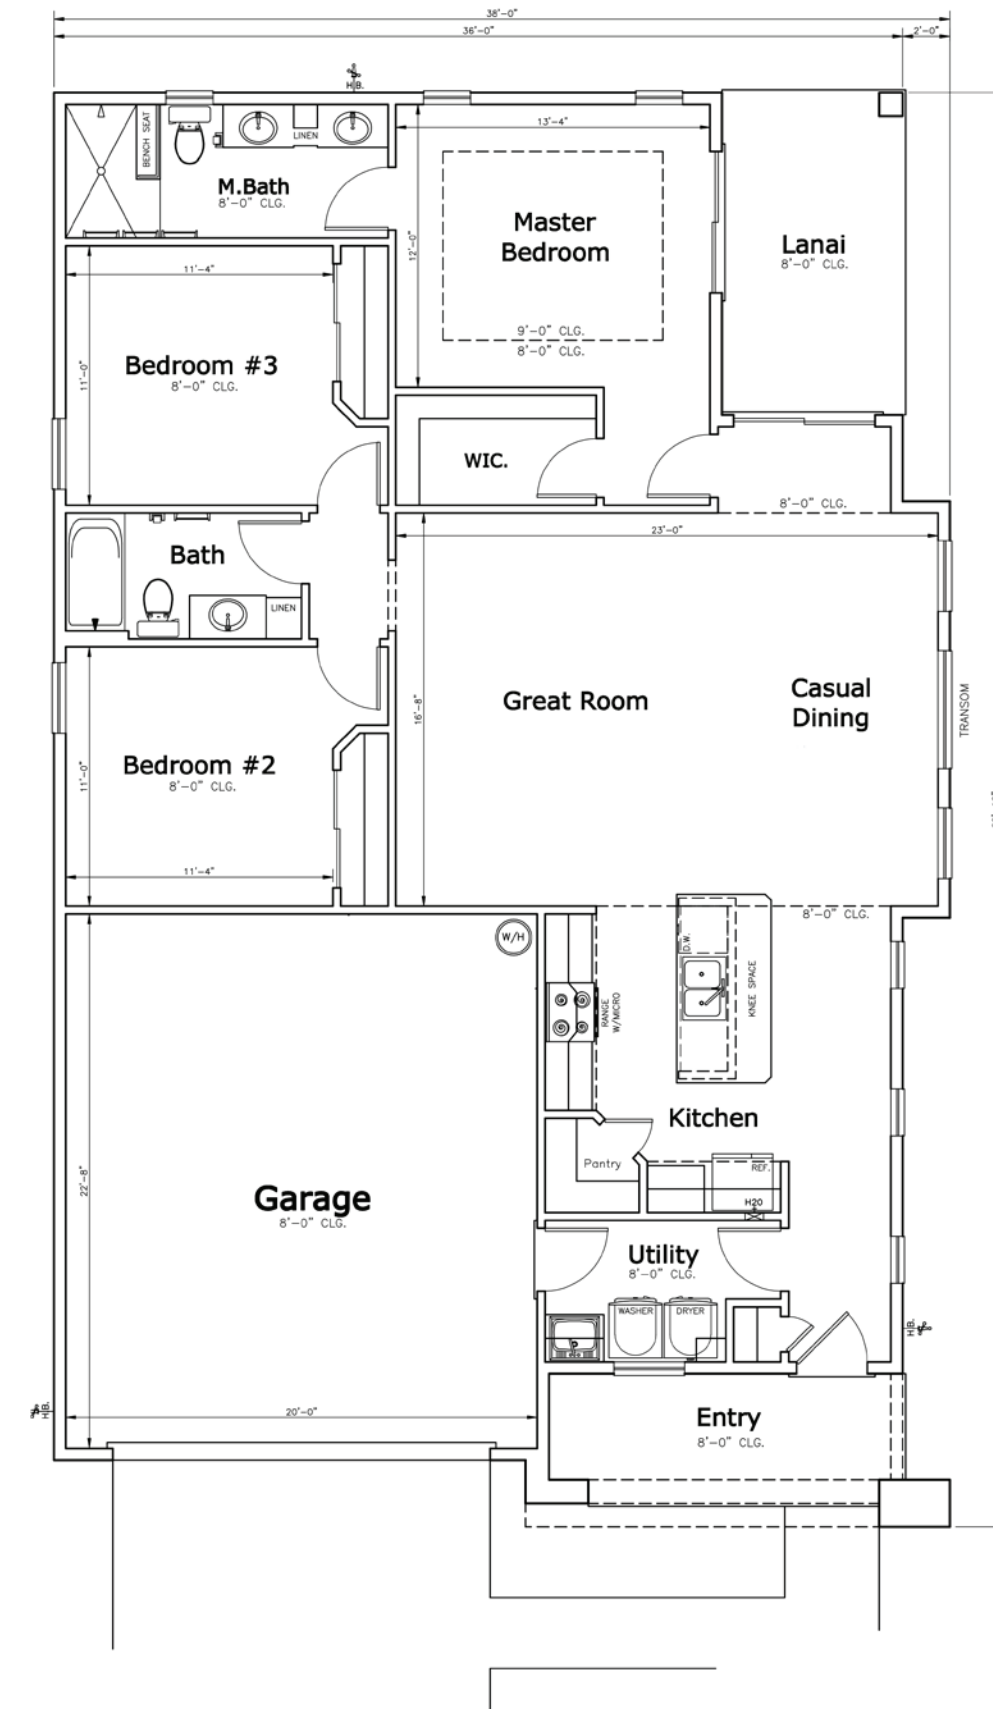 38'-0"
36'-0"
2'-0"
H.B.
BENCH SEAT
LINEN
M.Bath
8'-0" CLG.
13'-4"
12'-0"
Master
Bedroom
9'-0" CLG.
8'-0" CLG.
Lanai
8'-0" CLG.
11'-4"
11'-0"
Bedroom #3
8'-0" CLG.
WIC.
8'-0" CLG.
23'-0"
Bath
LINEN
16'-8"
Great Room
Casual
Dining
TRANSOM
11'-0"
Bedroom #2
8'-0" CLG.
11'-4"
8'-0" CLG.
W/H
D.W.
KNEE SPACE
RANGE
W/MICRO
Kitchen
Pantry
REF.
H20
22'-8"
Garage
8'-0" CLG.
Utility
8'-0" CLG.
WASHER
DRYER
H.B.
H.B.
20'-0"
Entry
8'-0" CLG.